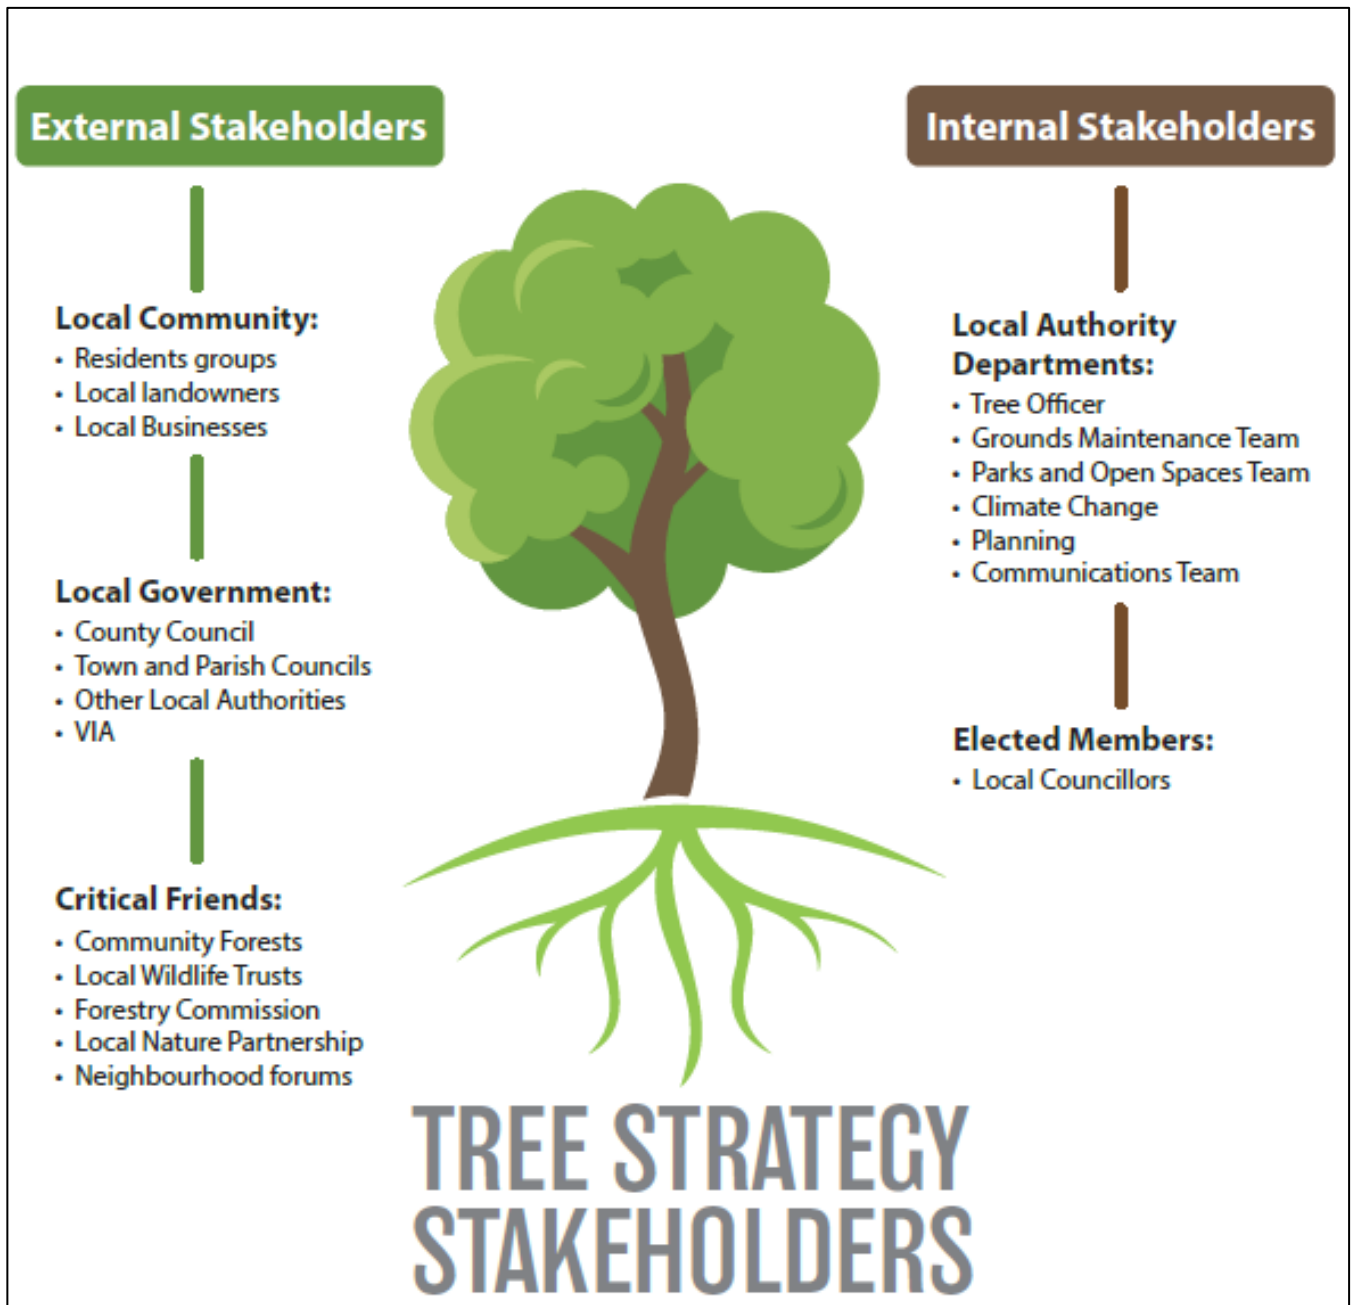 External Stakeholders
Local Community:
• Residents groups
• Local landowners
• Local Businesses
Local Government:
• County Council
• Town and Parish Councils
• Other Local Authorities
• VIA
Critical Friends:
• Community Forests
• Local Wildlife Trusts
• Forestry Commission
• Local Nature Partnership
• Neighbourhood forums
Internal Stakeholders
Local Authority
Departments:
• Tree Officer
• Grounds Maintenance Team
• Parks and Open Spaces Team
• Climate Change
• Planning
• Communications Team
Elected Members:
• Local Councillors
TREE STRATEGY
STAKEHOLDERS